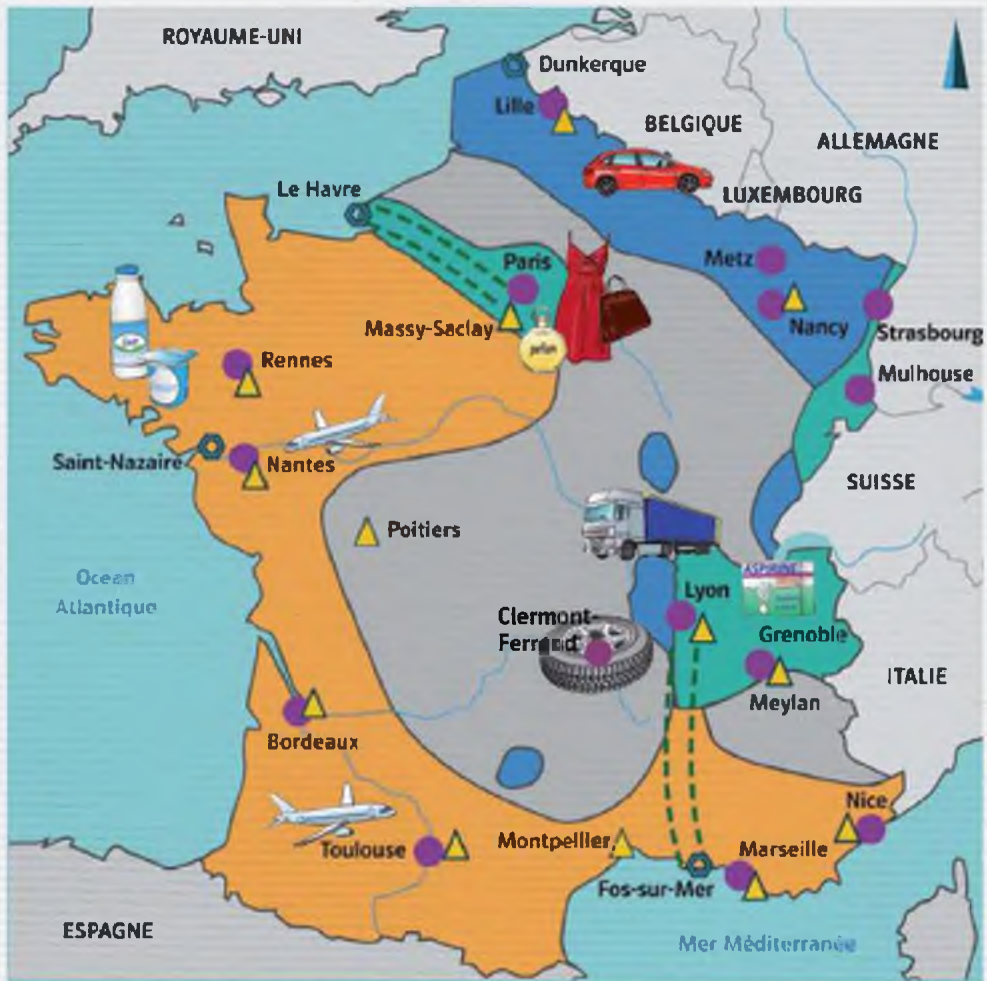 ROYAUME-UNI
Dunkerque
Lille
BELGIQUE
ALLEMAGNE
LUXEMBOURG
Le Havre
Metz
Paris
Massy-Saclay
Nancy
Strasbourg
Mulhouse
Rennes
Saint-Nazaire
Nantes
SUISSE
Poitiers
Ocean
Atlantique
ASPIRINE
Lyon
Clermont-
Ferrand
Grenoble
ITALIE
Meylan
Bordeaux
Nice
Toulouse
Montpellier
Marseille
Fos-sur-Mer
ESPAGNE
Mer Méditerranée